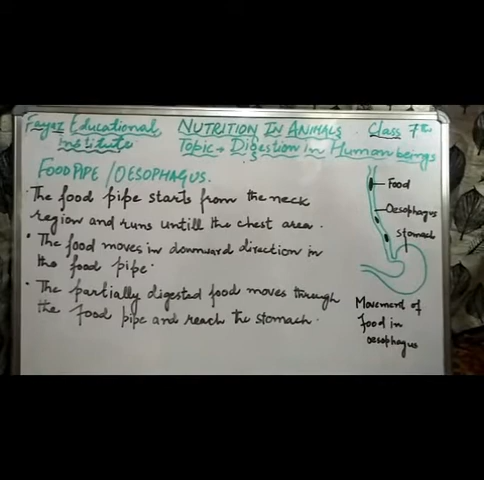 Fayaz Educational Institute
NUTRITION IN ANIMALS
Class 7th
Topic → Digestion in Human beings
FOOD PIPE / OESOPHAGUS.
· The food pipe starts from the neck
region and runs untill the chest area.
· The food moves in downward direction in
the food pipe.
· The partially digested food moves through
the food pipe and reach the stomach.
Food
Oesophagus
Stomach
Movement of
food in
oesophagus